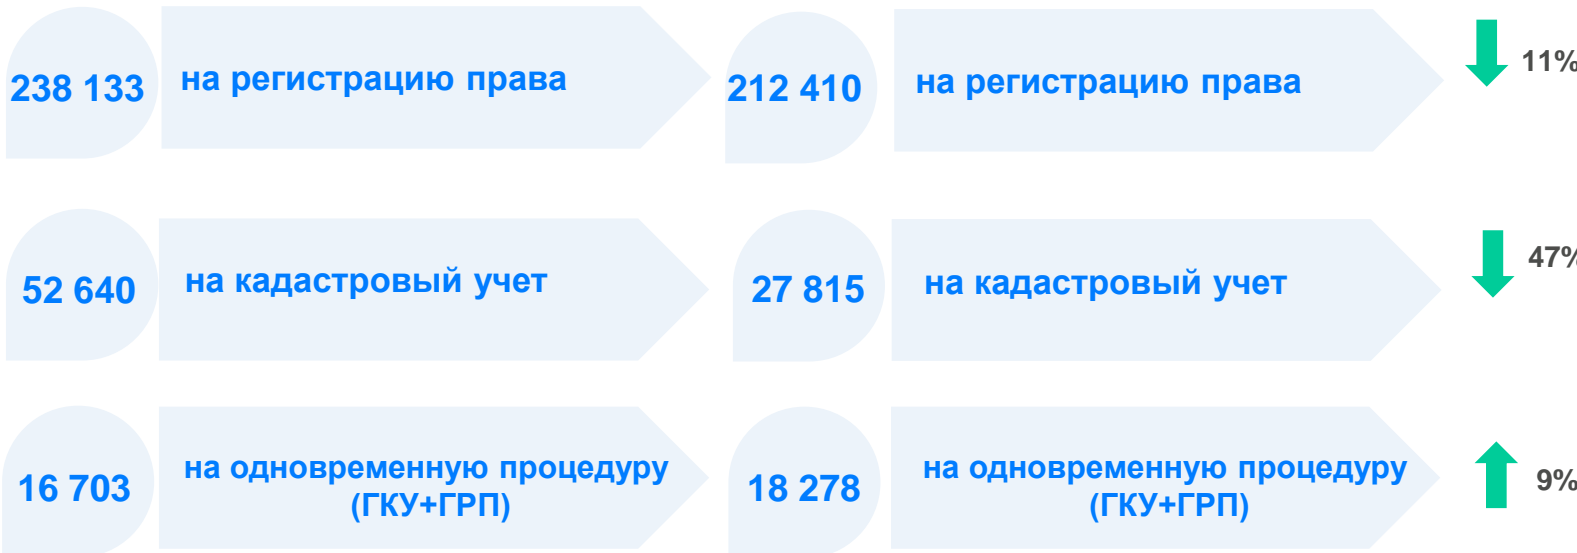 238 133
на регистрацию права
212 410
на регистрацию права
11%
52 640
на кадастровый учет
27 815
на кадастровый учет
47%
16 703
на одновременную процедуру
(ГКУ+ГРП)
18 278
на одновременную процедуру
(ГКУ+ГРП)
9%